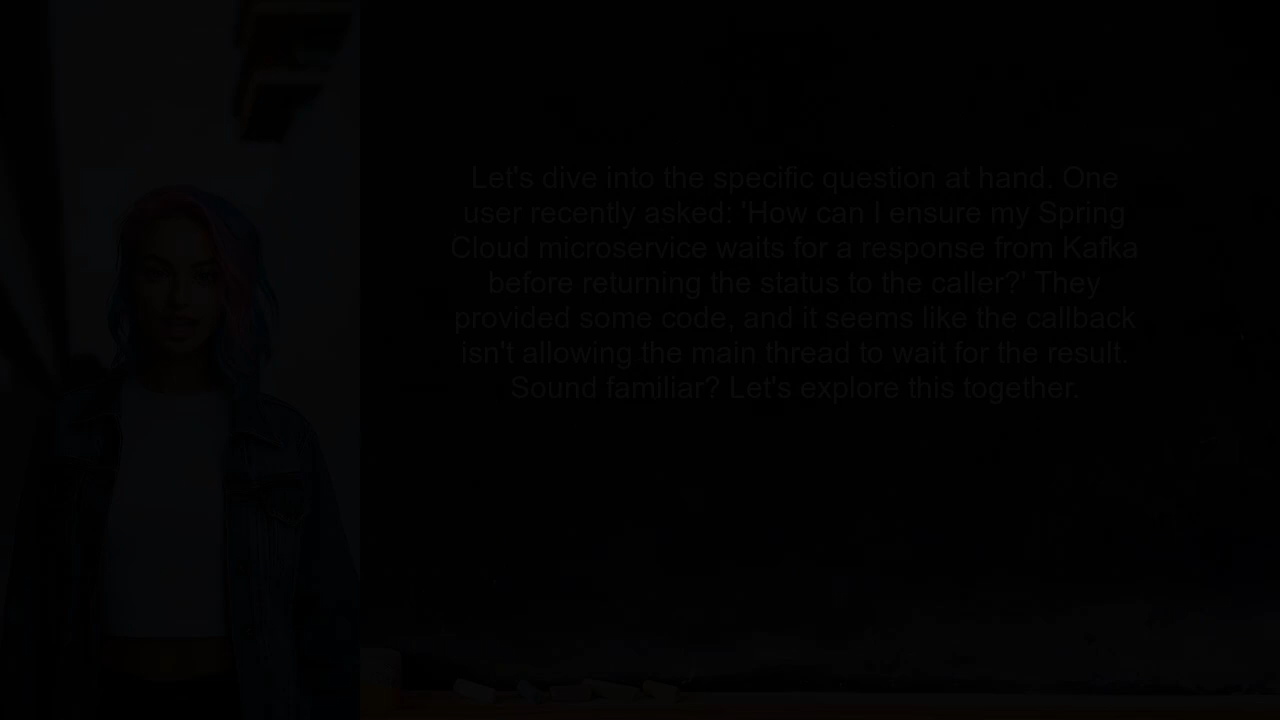 Let's dive into the specific question at hand. One
user recently asked: 'How can I ensure my Spring
Cloud microservice waits for a response from Kafka
before returning the status to the caller?' They
provided some code, and it seems like the callback
isn't allowing the main thread to wait for the result.
Sound familiar? Let's explore this together.